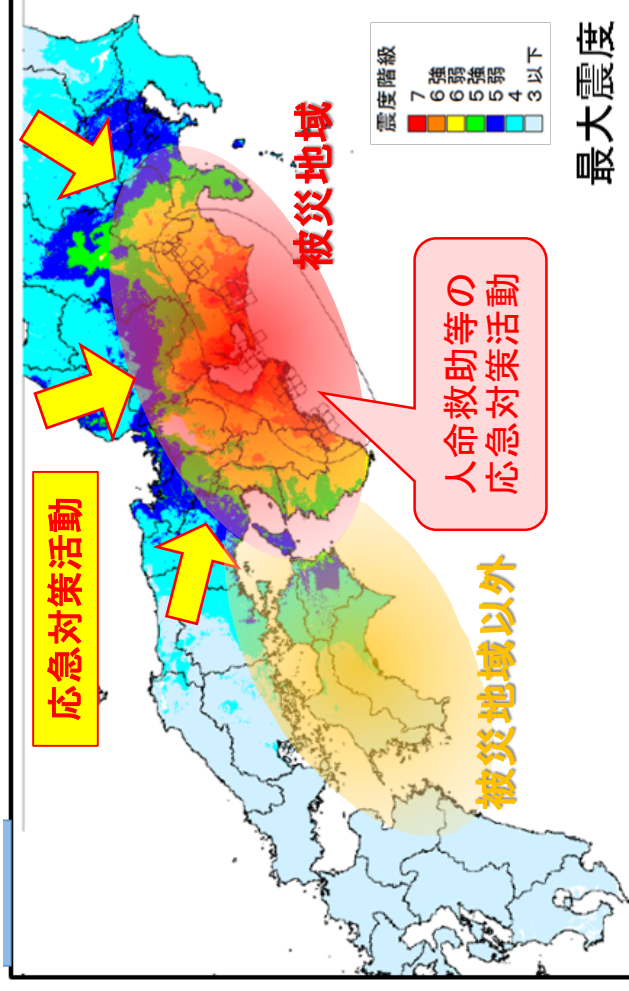 応急対策活動
被災地域
人命救助等の
応急対策活動
被災地域以外
震度階級
7
6強
6弱
5強
5弱
4
3以下
最大震度